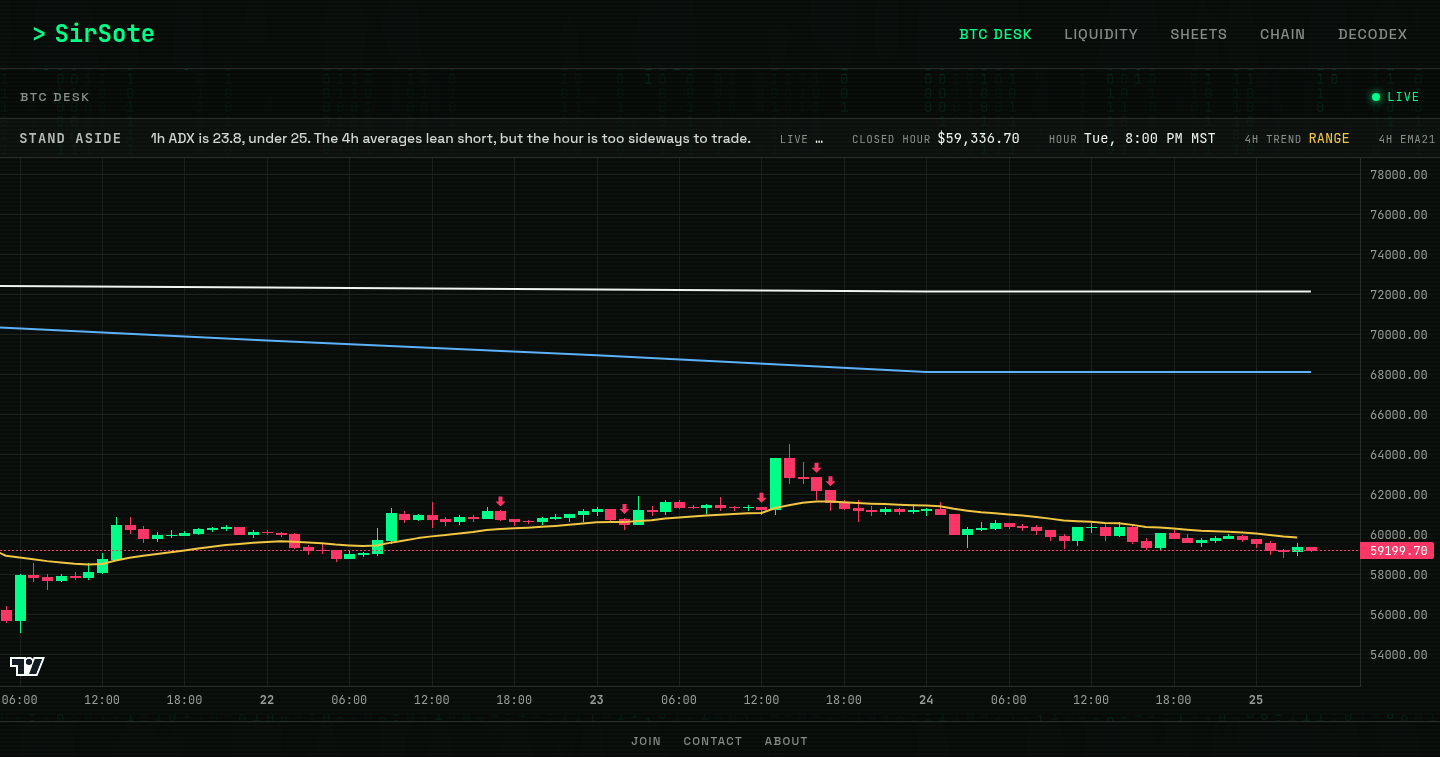 > SirSote
BTC DESK LIQUIDITY SHEETS CHAIN DECODEX
BTC DESK
LIVE
STAND ASIDE 1h ADX is 23.8, under 25. The 4h averages lean short, but the hour is too sideways to trade. LIVE … CLOSED HOUR $59,336.70 HOUR Tue, 8:00 PM MST 4H TREND RANGE 4H EMA21
78000.00
76000.00
74000.00
72000.00
70000.00
68000.00
66000.00
64000.00
62000.00
60000.00
59199.70
58000.00
56000.00
54000.00
06:00 12:00 18:00 22 06:00 12:00 18:00 23 06:00 12:00 18:00 24 06:00 12:00 18:00 25
JOIN CONTACT ABOUT